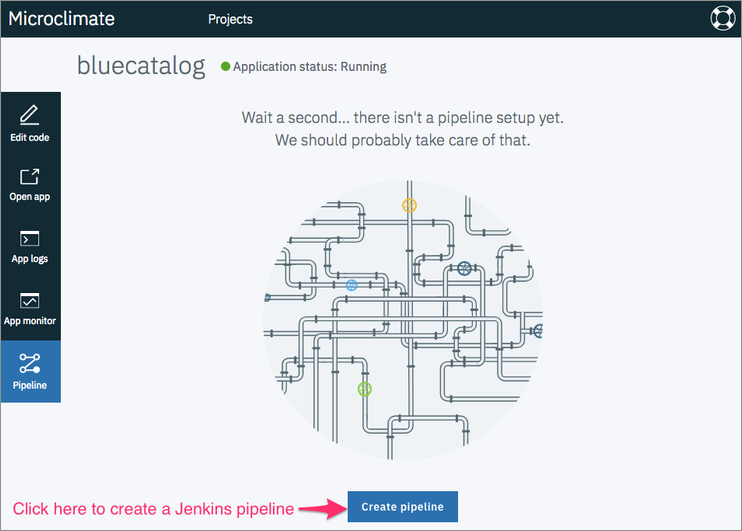 Microclimate
Projects
bluecatalog
Application status: Running
Edit code
Open app
App logs
App monitor
Pipeline
Wait a second... there isn't a pipeline setup yet.
We should probably take care of that.
Click here to create a Jenkins pipeline
Create pipeline